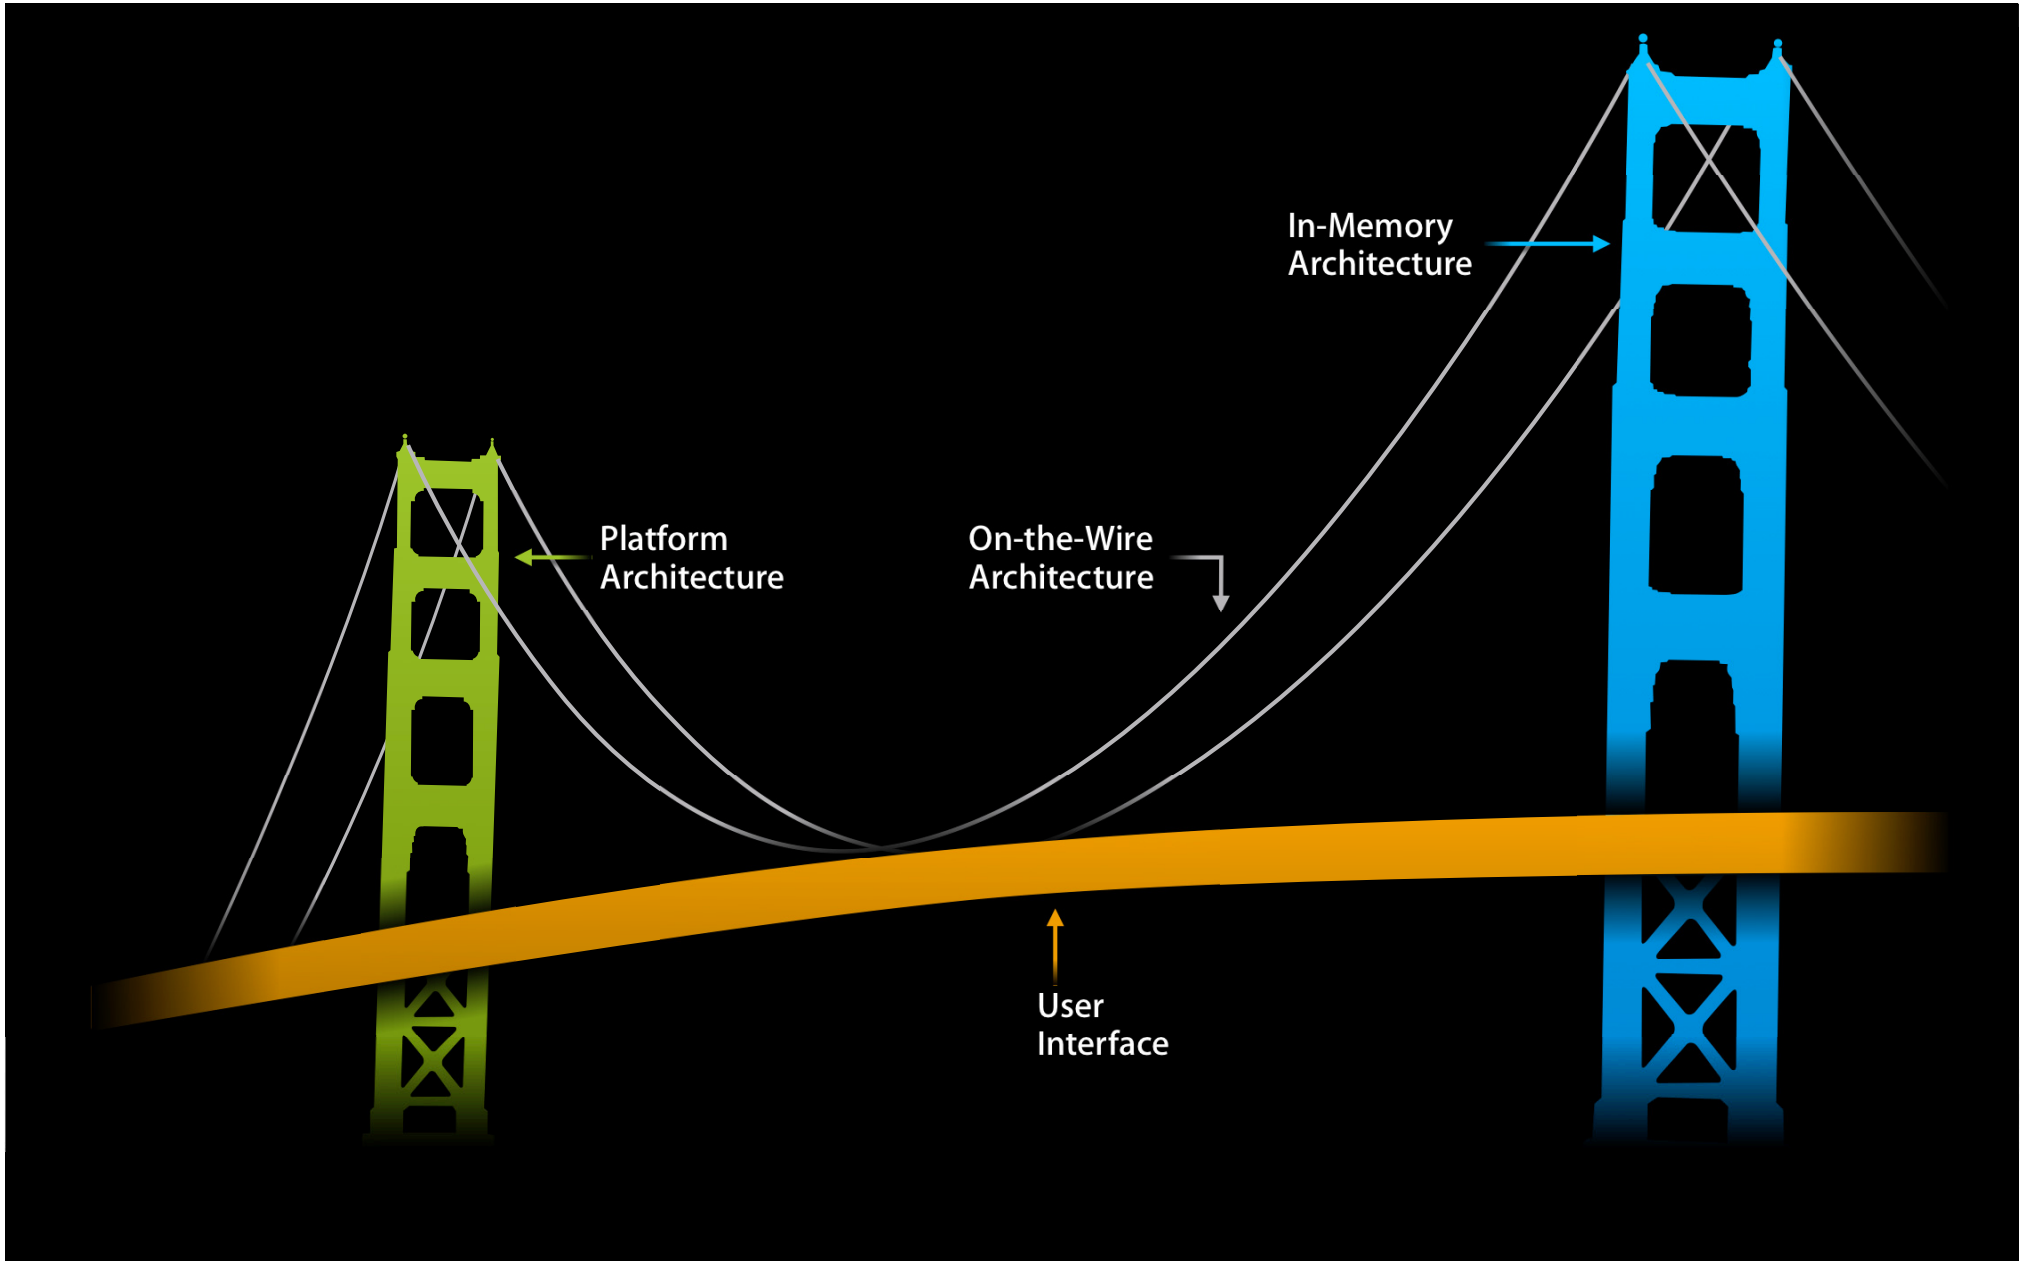 In-Memory
Architecture
Platform
Architecture
On-the-Wire
Architecture
User
Interface